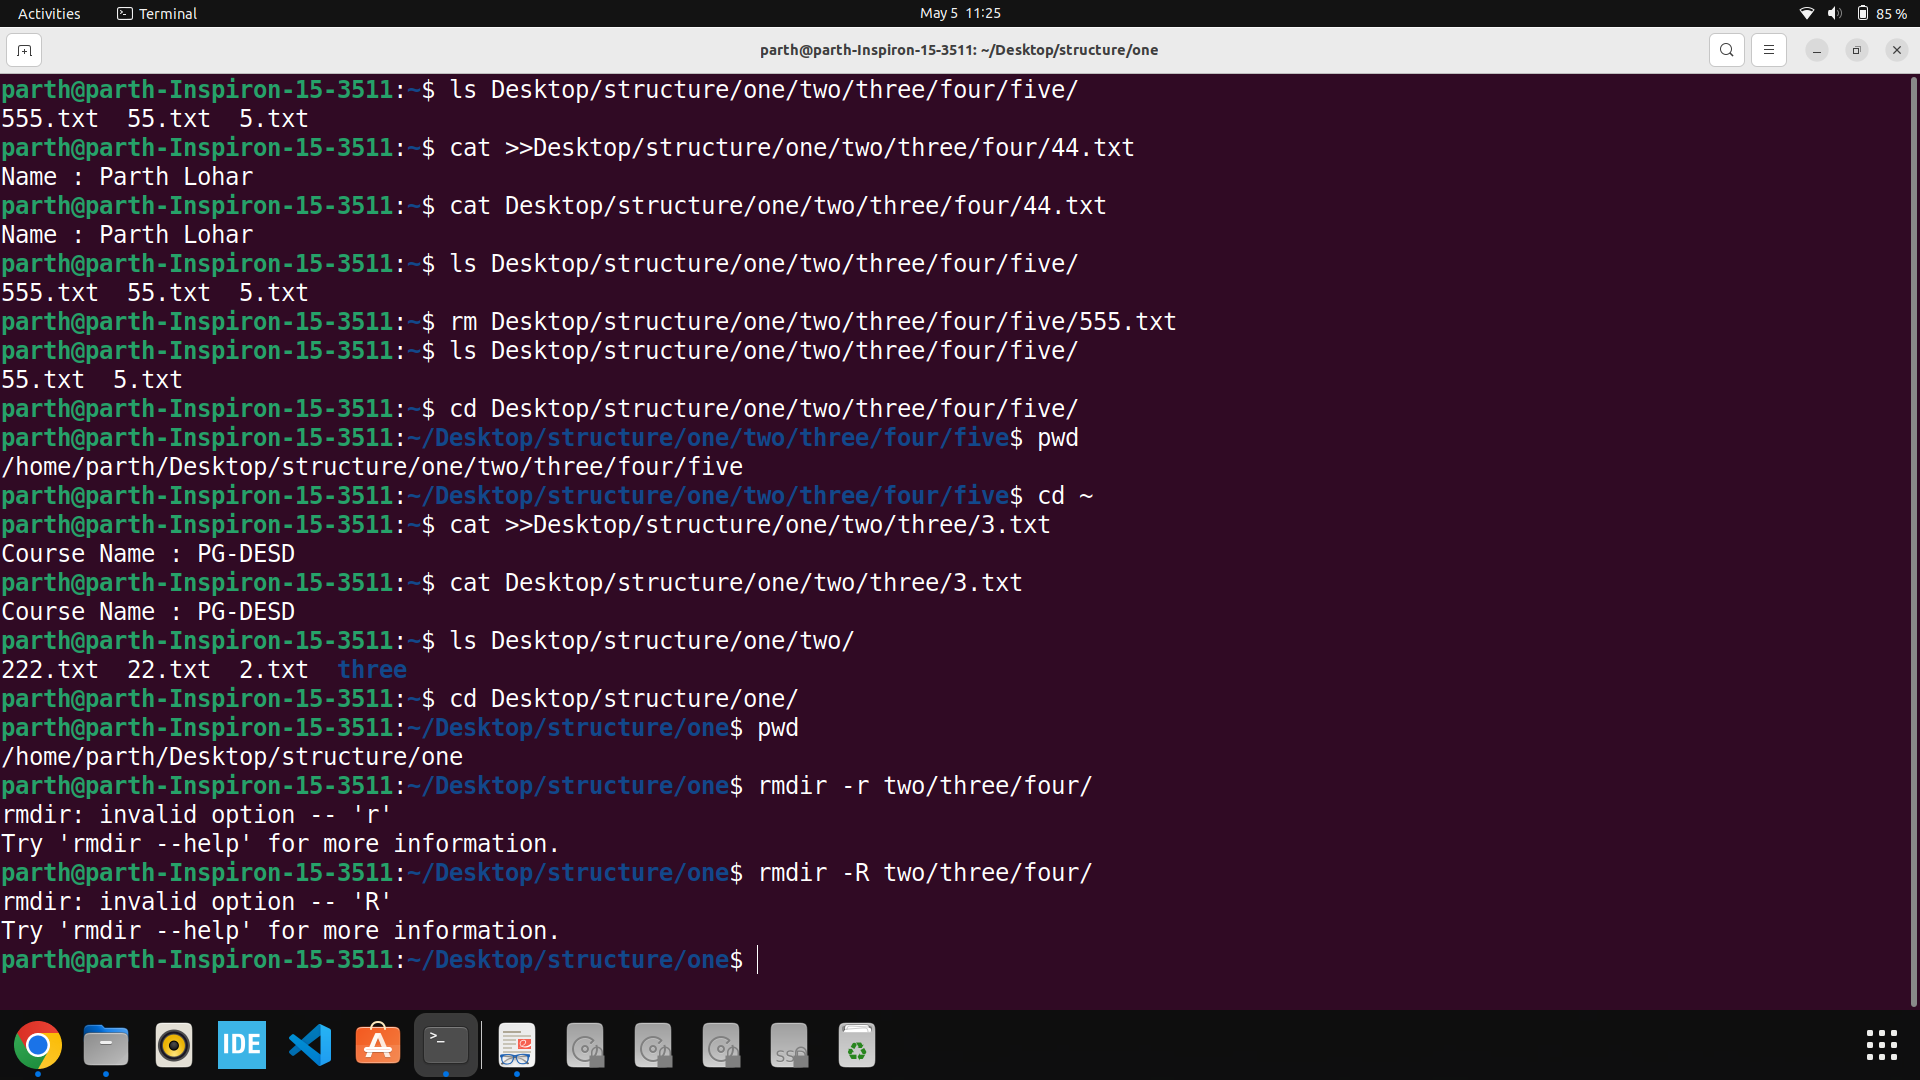 Activities
Terminal
May 5 11:25
85 %
parth@parth-Inspiron-15-3511: ~/Desktop/structure/one
parth@parth-Inspiron-15-3511:~$ ls Desktop/structure/one/two/three/four/five/
555.txt 55.txt 5.txt
parth@parth-Inspiron-15-3511:~$ cat >>Desktop/structure/one/two/three/four/44.txt
Name : Parth Lohar
parth@parth-Inspiron-15-3511:~$ cat Desktop/structure/one/two/three/four/44.txt
Name : Parth Lohar
parth@parth-Inspiron-15-3511:~$ ls Desktop/structure/one/two/three/four/five/
555.txt 55.txt 5.txt
parth@parth-Inspiron-15-3511:~$ rm Desktop/structure/one/two/three/four/five/555.txt
parth@parth-Inspiron-15-3511:~$ ls Desktop/structure/one/two/three/four/five/
55.txt 5.txt
parth@parth-Inspiron-15-3511:~$ cd Desktop/structure/one/two/three/four/five/
parth@parth-Inspiron-15-3511:~/Desktop/structure/one/two/three/four/five$ pwd
/home/parth/Desktop/structure/one/two/three/four/five
parth@parth-Inspiron-15-3511:~/Desktop/structure/one/two/three/four/five$ cd ~
parth@parth-Inspiron-15-3511:~$ cat >>Desktop/structure/one/two/three/3.txt
Course Name : PG-DESD
parth@parth-Inspiron-15-3511:~$ cat Desktop/structure/one/two/three/3.txt
Course Name : PG-DESD
parth@parth-Inspiron-15-3511:~$ ls Desktop/structure/one/two/
222.txt 22.txt 2.txt three
parth@parth-Inspiron-15-3511:~$ cd Desktop/structure/one/
parth@parth-Inspiron-15-3511:~/Desktop/structure/one$ pwd
/home/parth/Desktop/structure/one
parth@parth-Inspiron-15-3511:~/Desktop/structure/one$ rmdir -r two/three/four/
rmdir: invalid option -- 'r'
Try 'rmdir --help' for more information.
parth@parth-Inspiron-15-3511:~/Desktop/structure/one$ rmdir -R two/three/four/
rmdir: invalid option -- 'R'
Try 'rmdir --help' for more information.
parth@parth-Inspiron-15-3511:~/Desktop/structure/one$
IDE
>_
SSD